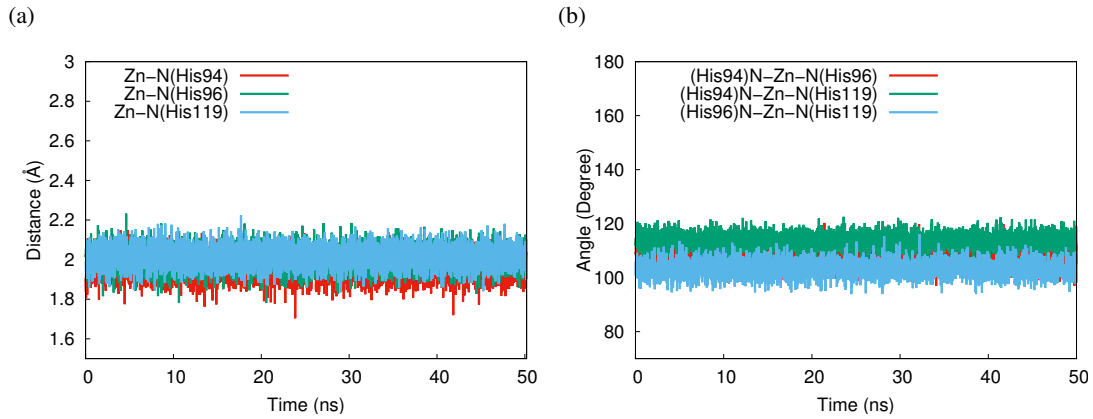 (a)
Distance (Å)
3
2.8
2.6
2.4
2.2
2
1.8
1.6
Zn−N(His94)
Zn−N(His96)
Zn−N(His119)
0 10 20 30 40 50
Time (ns)
(b)
Angle (Degree)
180
160
140
120
100
80
(His94)N−Zn−N(His96)
(His94)N−Zn−N(His119)
(His96)N−Zn−N(His119)
0 10 20 30 40 50
Time (ns)